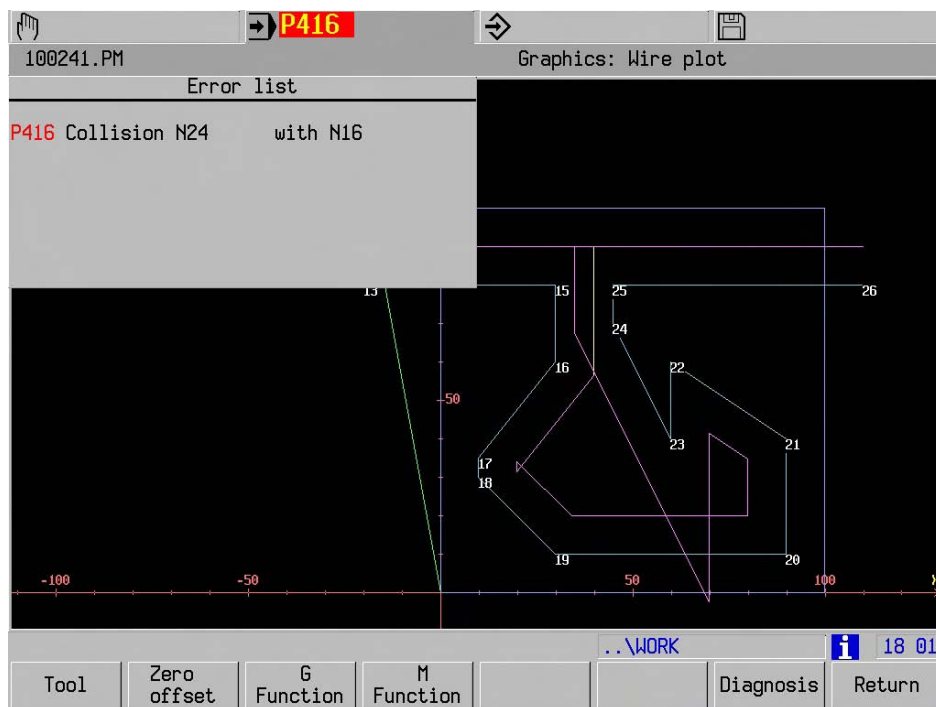 P416
100241.PM
Graphics: Wire plot
Error list
P416 Collision N24 with N16
13
15
25
26
24
16
22
50
23
21
17
18
19
20
-100
-50
50
100
..\WORK
i
18 01
Tool
Zero offset
G Function
M Function
Diagnosis
Return